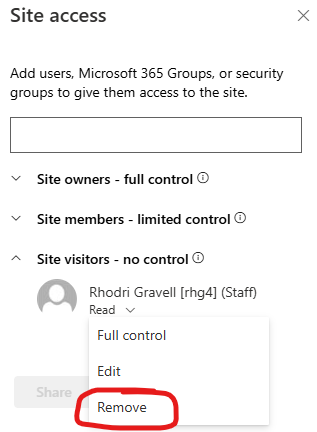 Site access
Add users, Microsoft 365 Groups, or security
groups to give them access to the site.
Site owners - full control
Site members - limited control
Site visitors - no control
Rhodri Gravell [rhg4] (Staff)
Read
Full control
Edit
Share
Remove